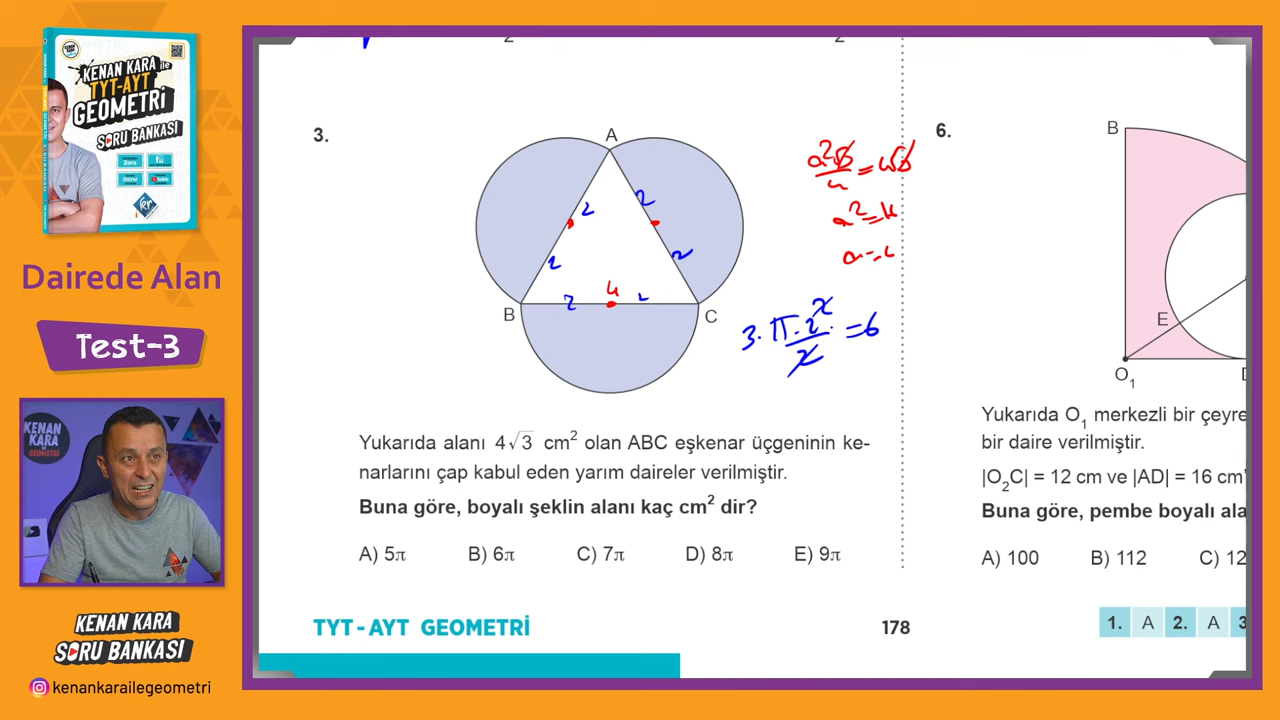 KENAN KARA ile
TYT-AYT
GEOMETRİ
SORU BANKASI
Dairede Alan
Test-3
KENAN
KARA
GEOMETRİ
KENAN KARA
SORU BANKASI
kenankarailegeometri
2
2
3.
A
B
C
2
2
2
2
2
4
2
a²√3/4 = 4√3
a² = 16
a = 4
3. π.2²/2 = 6
Yukarıda alanı 4√3 cm² olan ABC eşkenar üçgeninin ke-
narlarını çap kabul eden yarım daireler verilmiştir.
Buna göre, boyalı şeklin alanı kaç cm² dir?
A) 5π B) 6π C) 7π D) 8π E) 9π
TYT - AYT GEOMETRİ
178
6.
B
E
O₁
Yukarıda O₁ merkezli bir çeyre
bir daire verilmiştir.
|O₂C| = 12 cm ve |AD| = 16 cm
Buna göre, pembe boyalı ala
A) 100 B) 112 C) 12
1. A 2. A 3